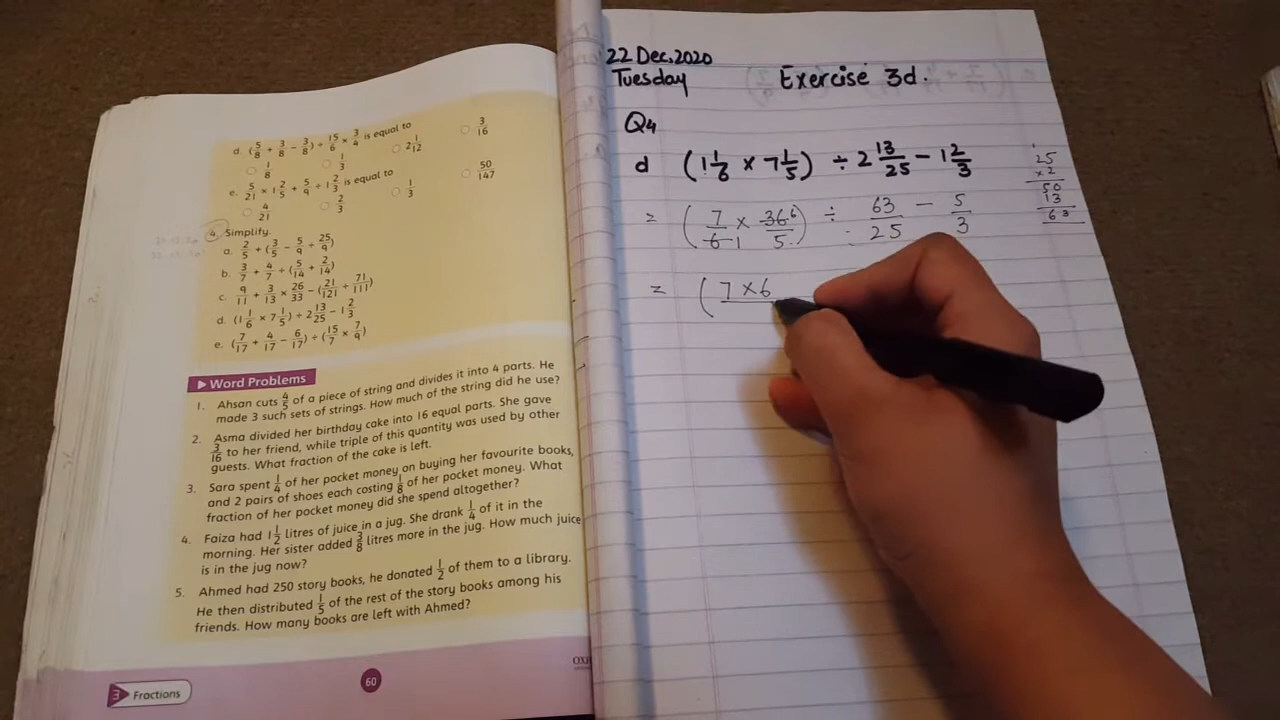 d. (5/8 + 3/8 − 3/8) ÷ 15/6 × 3/4 is equal to
1/8 1/3 2 1/12 3/16
e. 5/21 × 1 2/5 + 5/9 ÷ 1 2/3 is equal to
4/21 2/3 1/3 50/147
4. Simplify.
a. 2/5 + (3/5 − 5/9 ÷ 25/9)
b. 3/7 + 4/7 ÷ (5/14 + 2/14)
c. 9/11 + 3/13 × 26/33 − (21/121 ÷ 71/111)
d. (1 1/6 × 7 1/5) ÷ 2 13/25 − 1 2/3
e. (7/17 + 4/17 − 6/17) ÷ (15/7 × 7/9)
Word Problems
1. Ahsan cuts 4/5 of a piece of string and divides it into 4 parts. He
made 3 such sets of strings. How much of the string did he use?
2. Asma divided her birthday cake into 16 equal parts. She gave
3/16 to her friend, while triple of this quantity was used by other
guests. What fraction of the cake is left.
3. Sara spent 1/4 of her pocket money on buying her favourite books,
and 2 pairs of shoes each costing 1/8 of her pocket money. What
fraction of her pocket money did she spend altogether?
4. Faiza had 1 1/2 litres of juice in a jug. She drank 1/4 of it in the
morning. Her sister added 3/8 litres more in the jug. How much juice
is in the jug now?
5. Ahmed had 250 story books, he donated 1/2 of them to a library.
He then distributed 1/5 of the rest of the story books among his
friends. How many books are left with Ahmed?
3 Fractions
60
22 Dec, 2020
Tuesday Exercise 3d.
Q4
d (1 1/6 × 7 1/5) ÷ 2 13/25 − 1 2/3
= (7/6 1 × 36 6/5) ÷ 63/25 − 5/3
= (7 × 6
1
25
×2
50
13
63